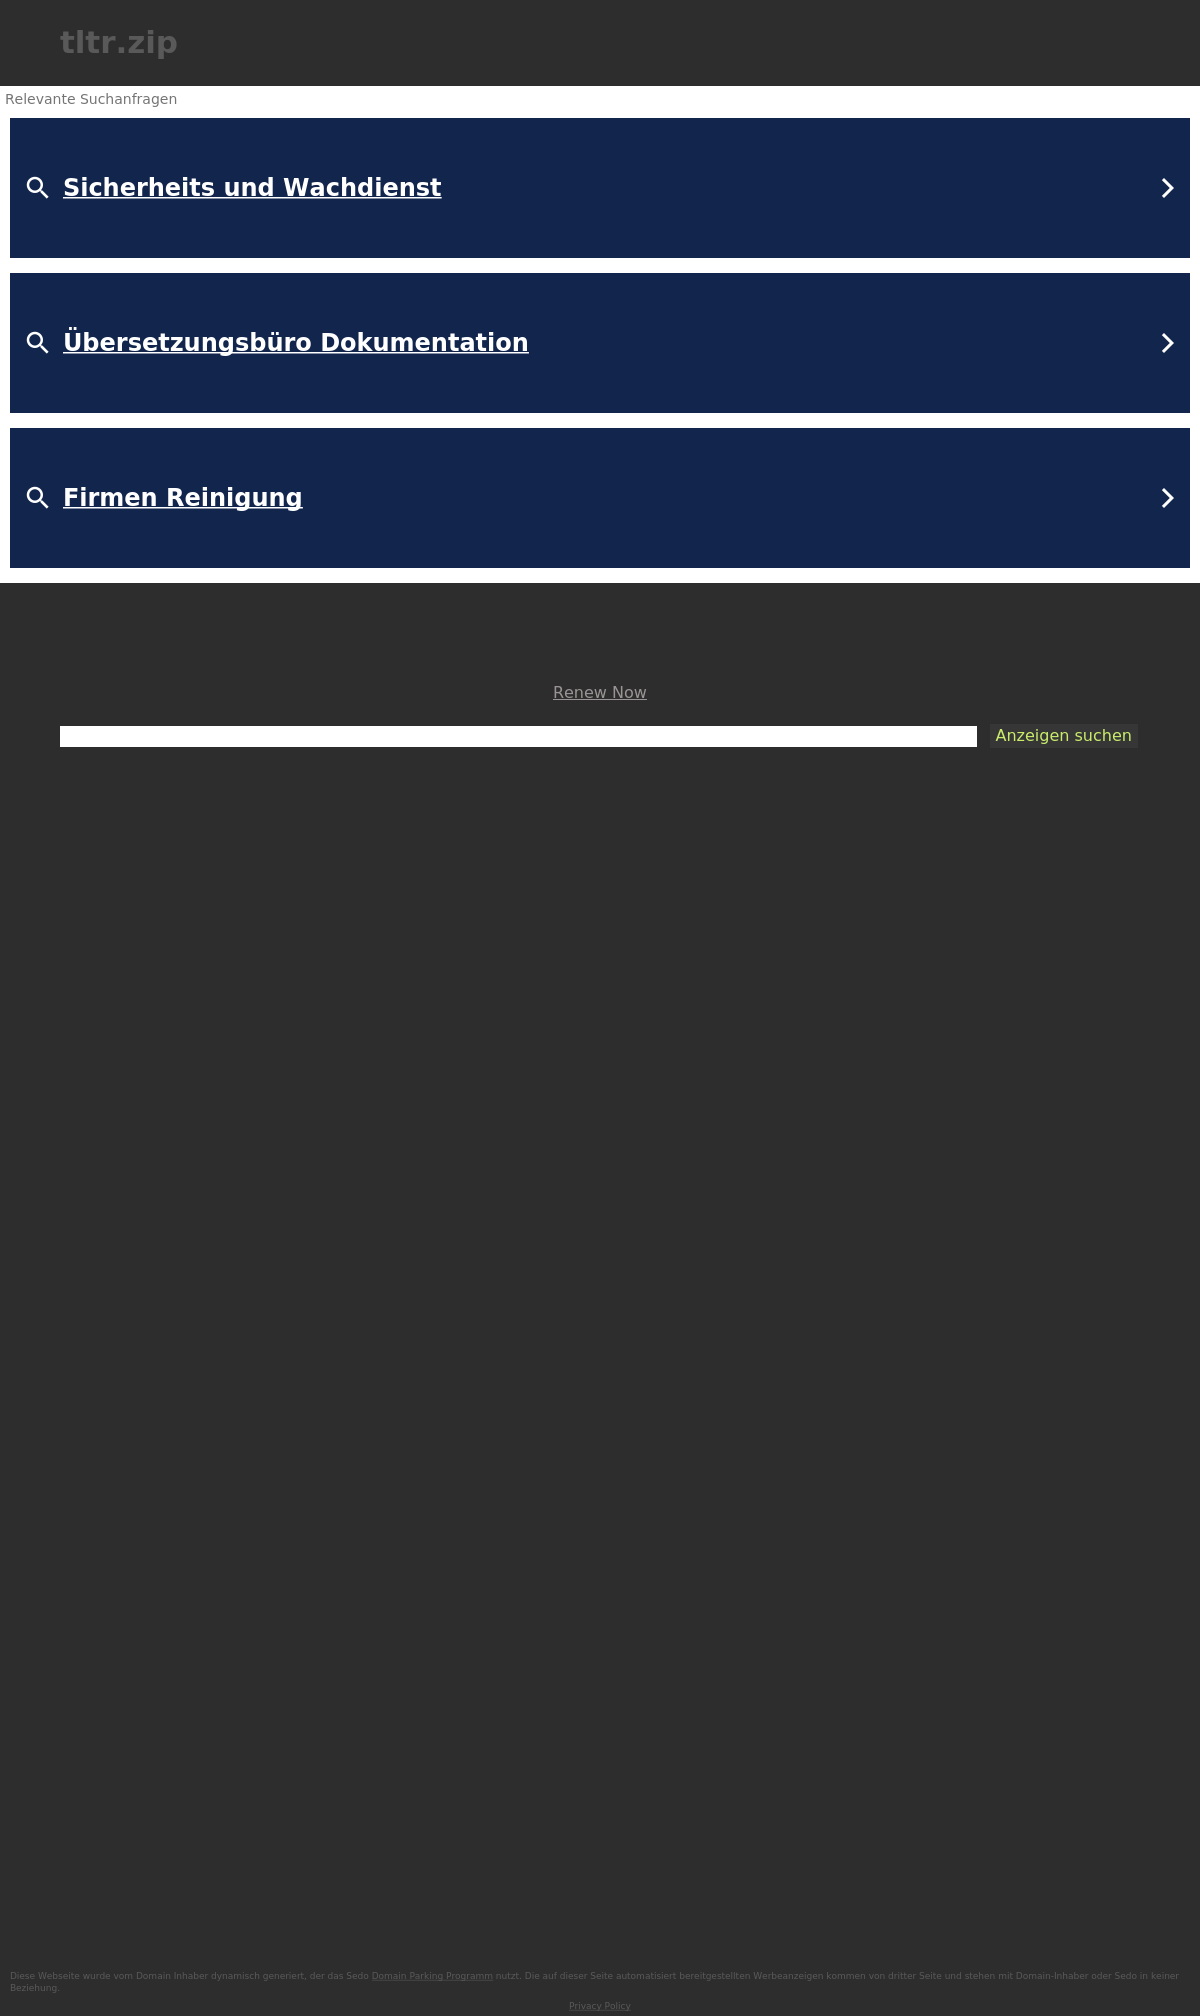 tltr.zip
Relevante Suchanfragen
Sicherheits und Wachdienst
Übersetzungsbüro Dokumentation
Firmen Reinigung
Renew Now
Anzeigen suchen
Diese Webseite wurde vom Domain Inhaber dynamisch generiert, der das Sedo Domain Parking Programm nutzt. Die auf dieser Seite automatisiert bereitgestellten Werbeanzeigen kommen von dritter Seite und stehen mit Domain-Inhaber oder Sedo in keiner
Beziehung.
Privacy Policy